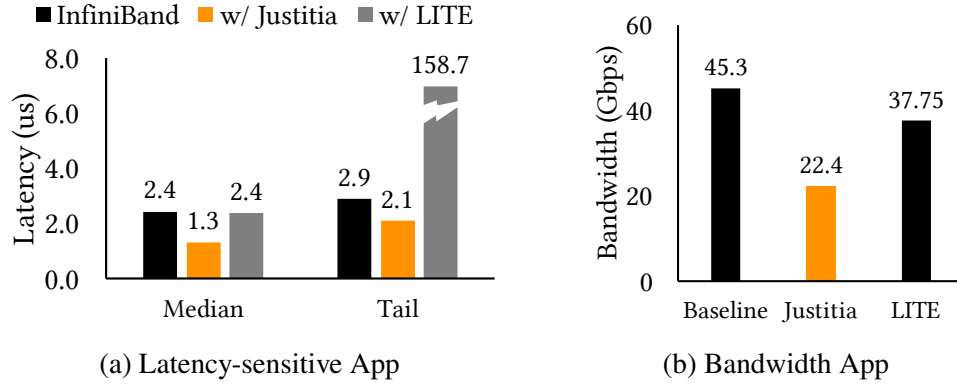 InfiniBand w/ Justitia w/ LITE
Latency (us)
8.0
6.0
4.0
2.0
0.0
2.4
1.3
2.4
2.9
2.1
158.7
Median
Tail
(a) Latency-sensitive App
Bandwidth (Gbps)
60
40
20
0
45.3
22.4
37.75
Baseline
Justitia
LITE
(b) Bandwidth App